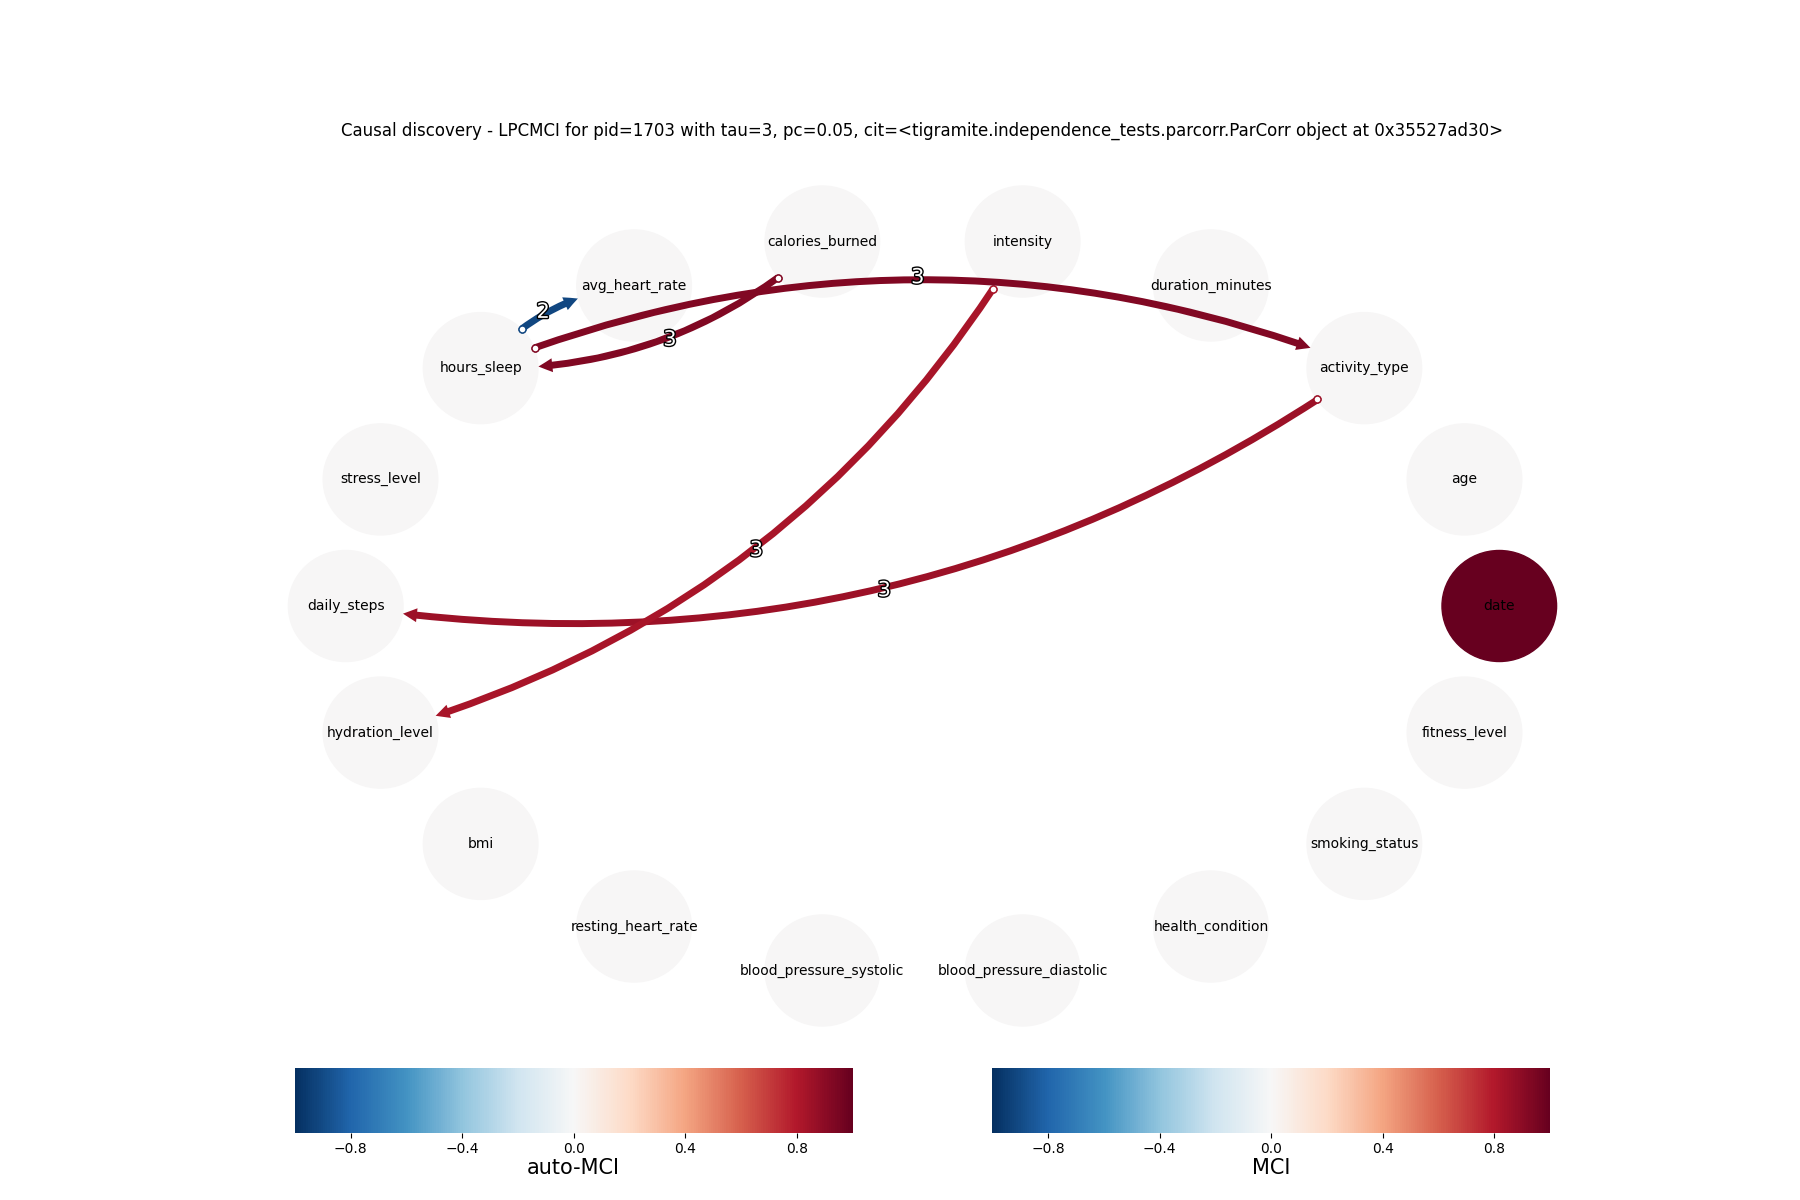 Causal discovery - LPCMCI for pid=1703 with tau=3, pc=0.05, cit=<tigramite.independence_tests.parcorr.ParCorr object at 0x35527ad30>
calories_burned
intensity
avg_heart_rate
duration_minutes
3
2
3
hours_sleep
activity_type
stress_level
age
3
3
daily_steps
date
hydration_level
fitness_level
bmi
smoking_status
resting_heart_rate
health_condition
blood_pressure_systolic
blood_pressure_diastolic
−0.8 −0.4 0.0 0.4 0.8
auto-MCI
−0.8 −0.4 0.0 0.4 0.8
MCI